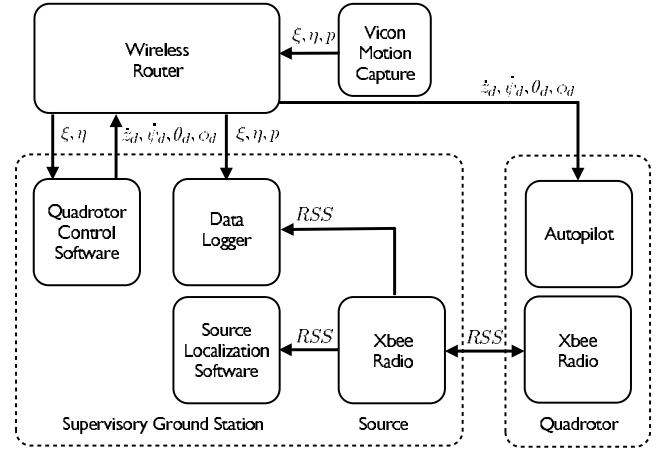 Wireless
Router
ξ, η, p
Vicon
Motion
Capture
ż_d, ψ̇_d, θ_d, ϕ_d
ξ, η
ż_d, ψ̇_d, θ_d, ϕ_d
ξ, η, p
Quadrotor
Control
Software
Data
Logger
RSS
Autopilot
Source
Localization
Software
RSS
Xbee
Radio
RSS
Xbee
Radio
Supervisory Ground Station
Source
Quadrotor